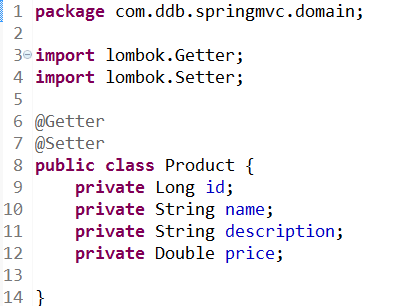 1 package com.ddb.springmvc.domain;
2
3 import lombok.Getter;
4 import lombok.Setter;
5
6 @Getter
7 @Setter
8 public class Product {
9     private Long id;
10     private String name;
11     private String description;
12     private Double price;
13
14 }